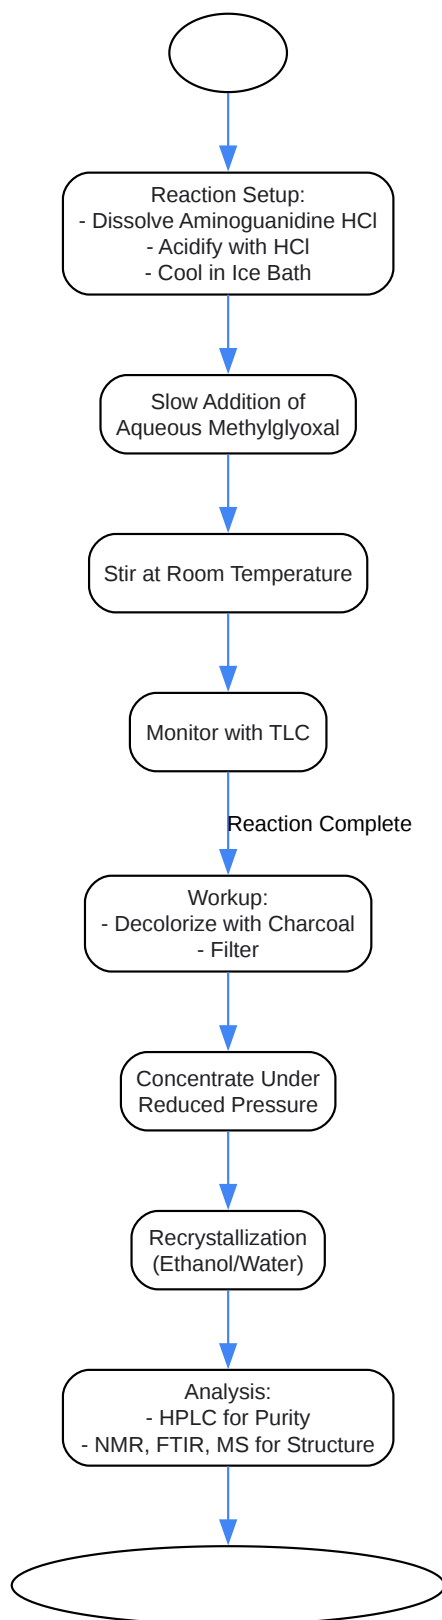 Reaction Setup:
- Dissolve Aminoguanidine HCl
- Acidify with HCl
- Cool in Ice Bath
Slow Addition of
Aqueous Methylglyoxal
Stir at Room Temperature
Monitor with TLC
Reaction Complete
Workup:
- Decolorize with Charcoal
- Filter
Concentrate Under
Reduced Pressure
Recrystallization
(Ethanol/Water)
Analysis:
- HPLC for Purity
- NMR, FTIR, MS for Structure